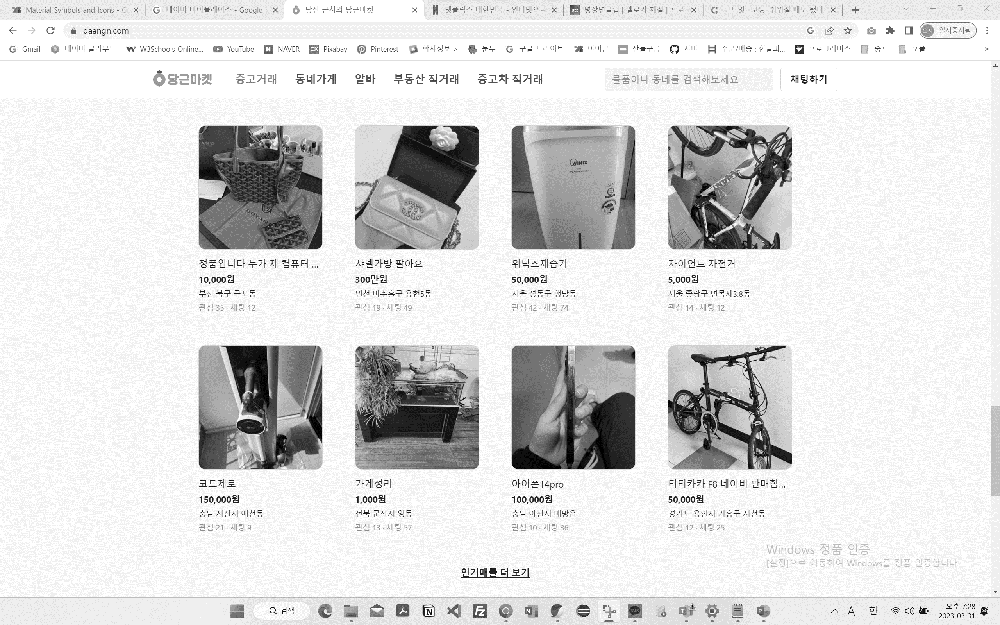 Material Symbols and Icons - G
네이버 마이플레이스 - Google
당신 근처의 당근마켓
넷플릭스 대한민국 - 인터넷으로
명장면클립 | 멜로가 체질 | 프로
코드잇 | 코딩, 쉬워질 때도 됐다
daangn.com
은지 일시중지됨
Gmail
네이버 클라우드
W3Schools Online...
YouTube
NAVER
Pixabay
Pinterest
학사정보 >
눈누
구글 드라이브
아이콘
산돌구름
자바
주문/배송 : 한글과...
프로그래머스
중프
포폴
»
당근마켓
중고거래
동네가게
알바
부동산 직거래
중고차 직거래
물품이나 동네를 검색해보세요
채팅하기
GOYAR
WINIX
with
PLASMAWAVE
GIANT
정품입니다 누가 제 컴퓨터 ...
10,000원
부산 북구 구포동
관심 35 · 채팅 12
샤넬가방 팔아요
300만원
인천 미추홀구 용현5동
관심 19 · 채팅 49
위닉스제습기
50,000원
서울 성동구 행당동
관심 42 · 채팅 74
자이언트 자전거
5,000원
서울 중랑구 면목제3.8동
관심 14 · 채팅 12
LG
TITICACA
코드제로
150,000원
충남 서산시 예천동
관심 21 · 채팅 9
가게정리
1,000원
전북 군산시 영동
관심 13 · 채팅 57
아이폰14pro
100,000원
충남 아산시 배방읍
관심 10 · 채팅 36
티티카카 F8 네이비 판매합...
50,000원
경기도 용인시 기흥구 서천동
관심 12 · 채팅 25
Windows 정품 인증
[설정]으로 이동하여 Windows를 정품 인증합니다.
인기매물 더 보기
검색
TALK
A
한
오후 7:28
2023-03-31